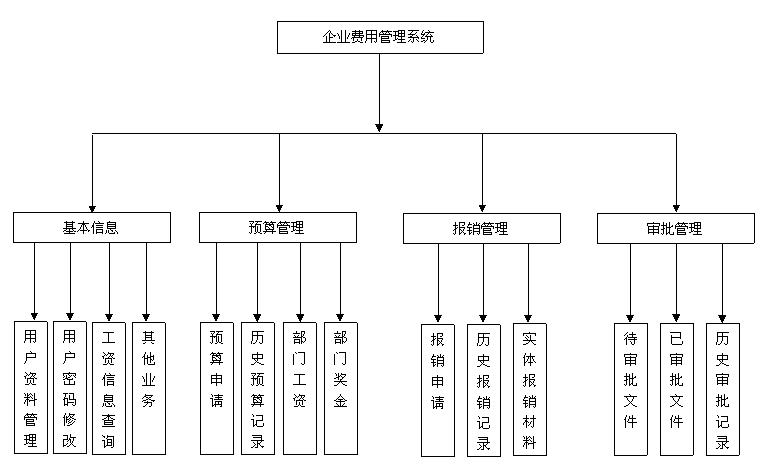 企业费用管理系统
基本信息
预算管理
报销管理
审批管理
用户资料管理
用户密码修改
工资信息查询
其他业务
预算申请
历史预算记录
部门工资
部门奖金
报销申请
历史报销记录
实体报销材料
待审批文件
已审批文件
历史审批记录